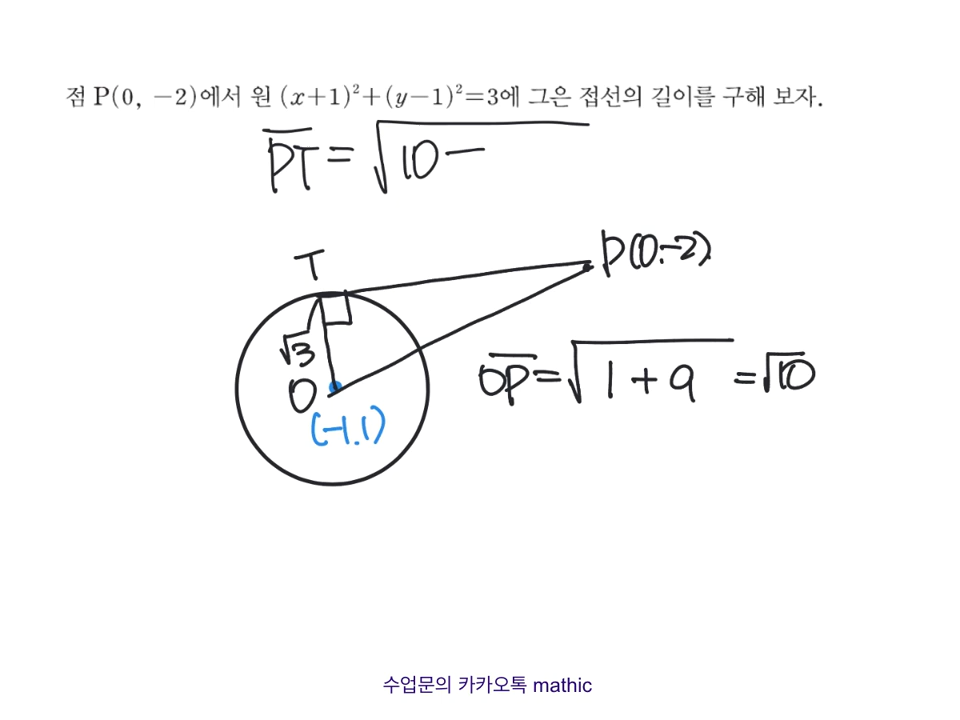 점 P(0, −2)에서 원 (x+1)²+(y−1)²=3에 그은 접선의 길이를 구해 보자.
PT = √10−
T
P(0.-2)
√3
O
(-1.1)
OP = √1+9 = √10
수업문의 카카오톡 mathic